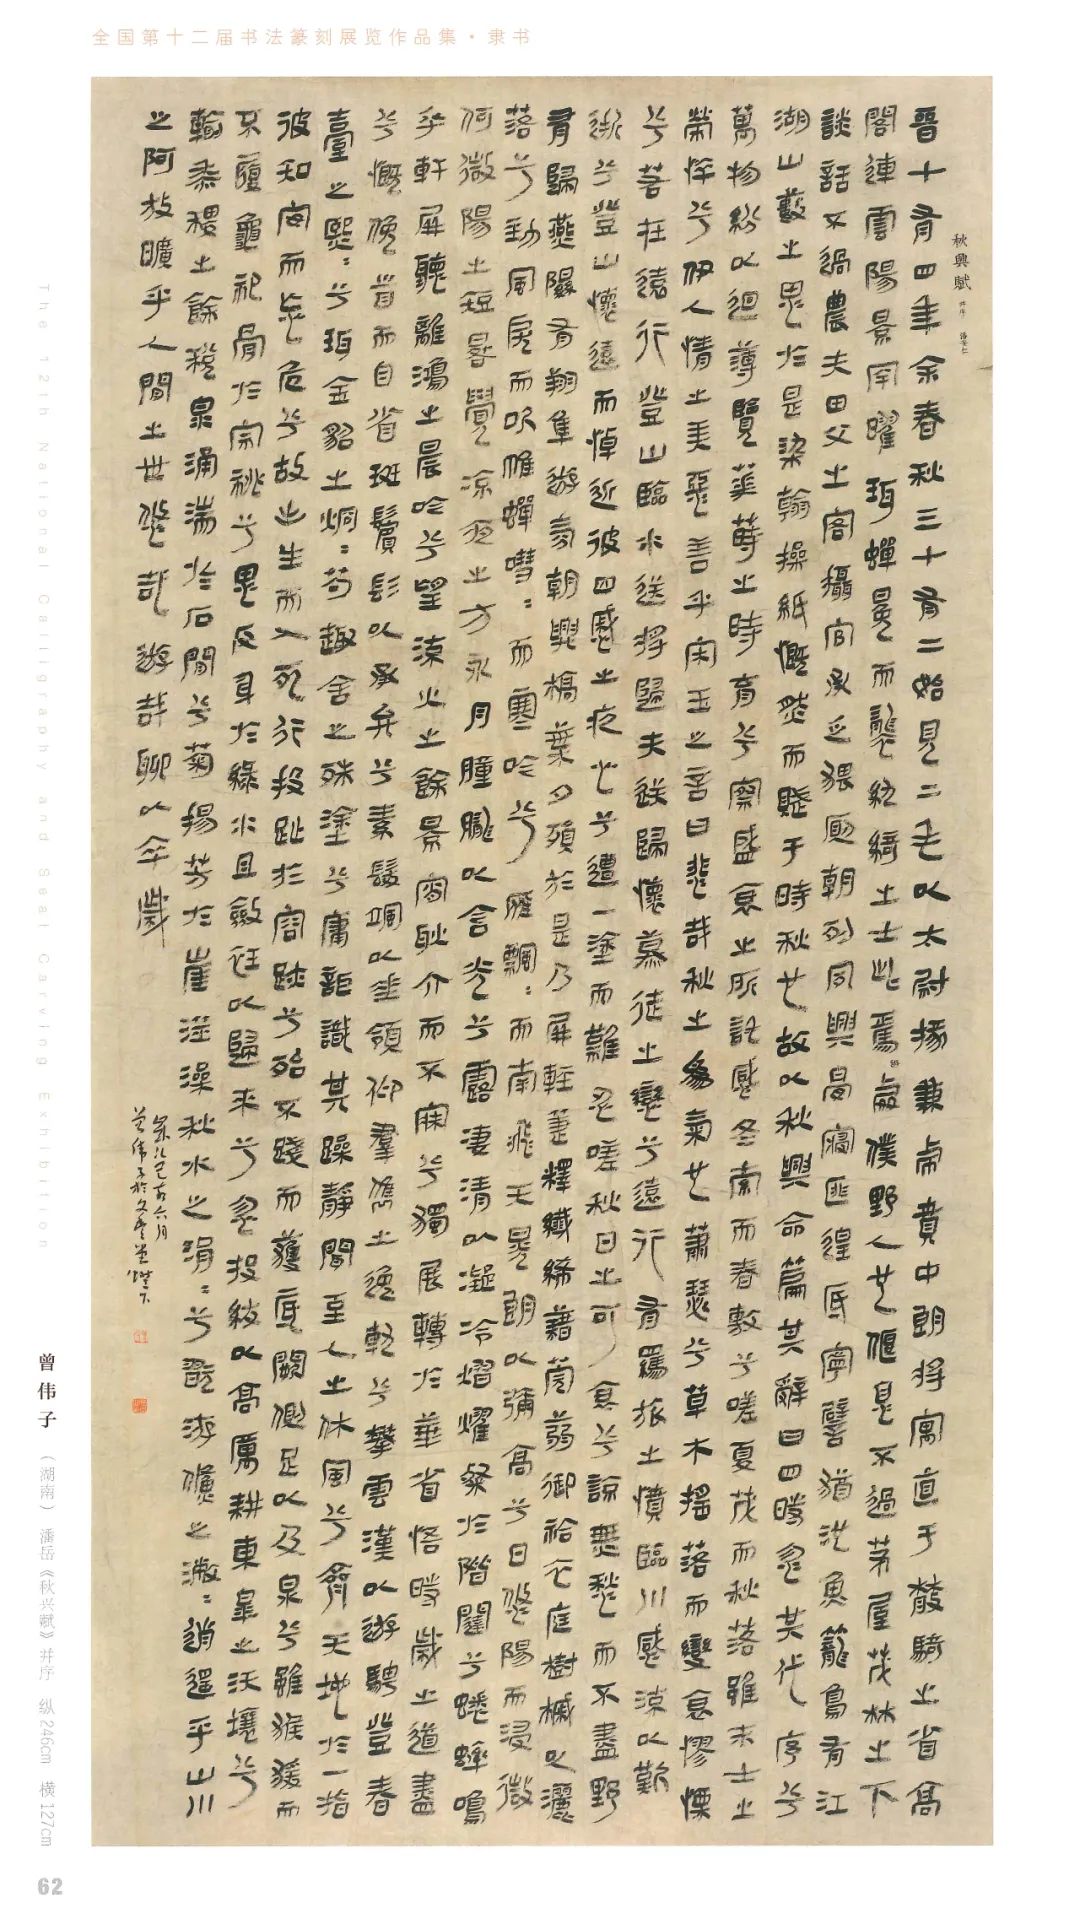 全国第十二届书法篆刻展览作品集·隶书
秋興賦 并序 潘安仁
晉十有四年余春秋三十有二始見二毛以太尉掾兼虎賁中郎將寓直于散騎之省高
閣連雲陽景罕曜珥蟬冕而襲紈綺之士此焉游處僕野人也偃息不過茅屋茂林之下
談話不過農夫田父之客攝官承乏猥廁朝列夙興晏寢匪遑底寧譬猶池魚籠鳥有江
湖山藪之思於是染翰操紙慨然而賦于時秋也故以秋興命篇其辭曰四時忽其代序兮
萬物紛以迴薄覽華蒔之時育兮察盛衰之所託感冬索而春敷兮嗟夏茂而秋落雖末士之
榮悴兮伊人情之美惡善乎宋玉之言曰悲哉秋之為氣也蕭瑟兮草木搖落而變衰憀慄
兮若在遠行登山臨水送將歸夫送歸懷慕徒之戀兮遠行有羈旅之憤臨川感流以歎
逝兮登山懷遠而悼近彼四慼之疚心兮遭一塗而難忍嗟秋日之可哀兮諒無愁而不盡野
有歸燕隰有翔隼游氛朝興槁葉夕殞於是乃屏輕箑釋纖絺藉莞蒻御袷衣庭樹槭以灑
落兮勁風戾而吹帷蟬嘒〻而寒吟兮雁飄〻而南飛天晃朗以彌高兮日悠陽而浸微
何微陽之短晷覺涼夜之方永月朣朧以含光兮露凄清以凝冷熠燿粲於階闥兮蟋蟀鳴
乎軒屏聽離鴻之晨吟兮望流火之餘景宵耿介而不寐兮獨展轉於華省悟時歲之遒盡
兮慨俛首而自省斑鬢髟以承弁兮素髮颯以垂領仰羣儁之逸軌兮攀雲漢以游騁登春
臺之熙〻兮珥金貂之炯〻苟趣舍之殊塗兮庸詎識其躁靜聞至人之休風兮齊天地於一指
彼知安而忘危兮故出生而入死行投趾於容跡兮殆不踐而獲底闕側足以及泉兮雖猴猨而
不履龜祀骨於宗祧兮思反身於綠水且斂衽以歸來兮忽投紱以高厲耕東皋之沃壤兮
輸黍稷之餘稅泉涌湍於石間兮菊揚芳於崖澨澡秋水之涓〻兮玩游鯈之潎〻逍遙乎山川
之阿放曠乎人間之世悠哉游哉聊以卒歲
歲次己亥六月
曾伟子於文
The 12th National Calligraphy and Seal Carving Exhibition
曾伟子（湖南）潘岳《秋兴赋》并序 纵246cm 横127cm
62